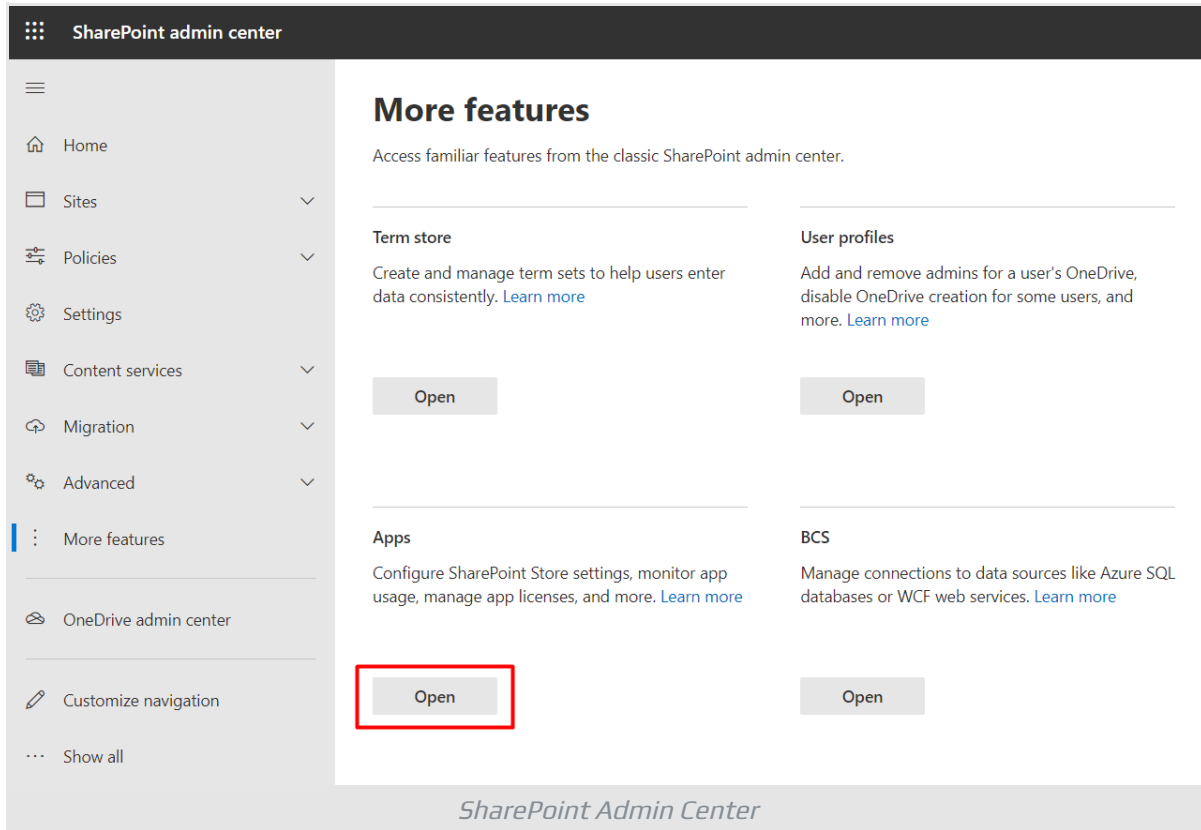 SharePoint admin center
Home
Sites
Policies
Settings
Content services
Migration
Advanced
More features
OneDrive admin center
Customize navigation
Show all
More features
Access familiar features from the classic SharePoint admin center.
Term store
Create and manage term sets to help users enter
data consistently. Learn more
Open
User profiles
Add and remove admins for a user's OneDrive,
disable OneDrive creation for some users, and
more. Learn more
Open
Apps
Configure SharePoint Store settings, monitor app
usage, manage app licenses, and more. Learn more
Open
BCS
Manage connections to data sources like Azure SQL
databases or WCF web services. Learn more
Open
SharePoint Admin Center